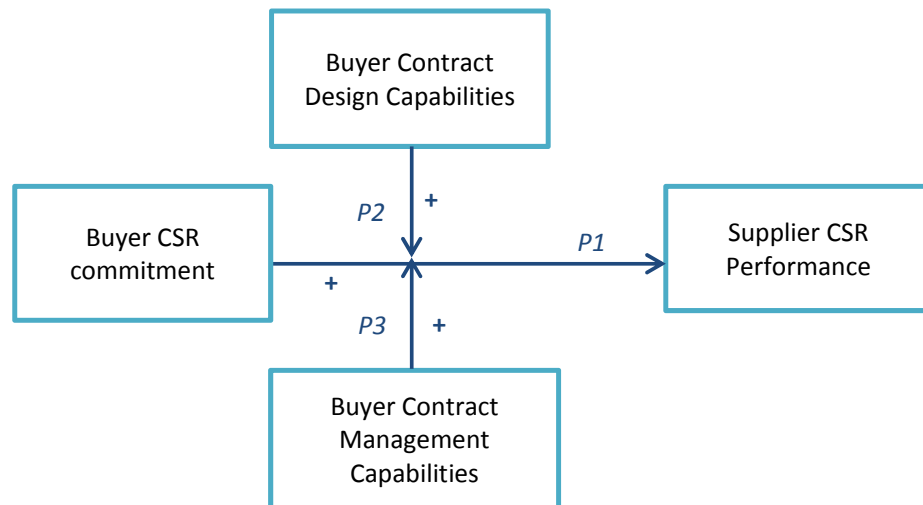 Buyer Contract
Design Capabilities
P2
+
Buyer CSR
commitment
P1
Supplier CSR
Performance
+
P3
+
Buyer Contract
Management
Capabilities